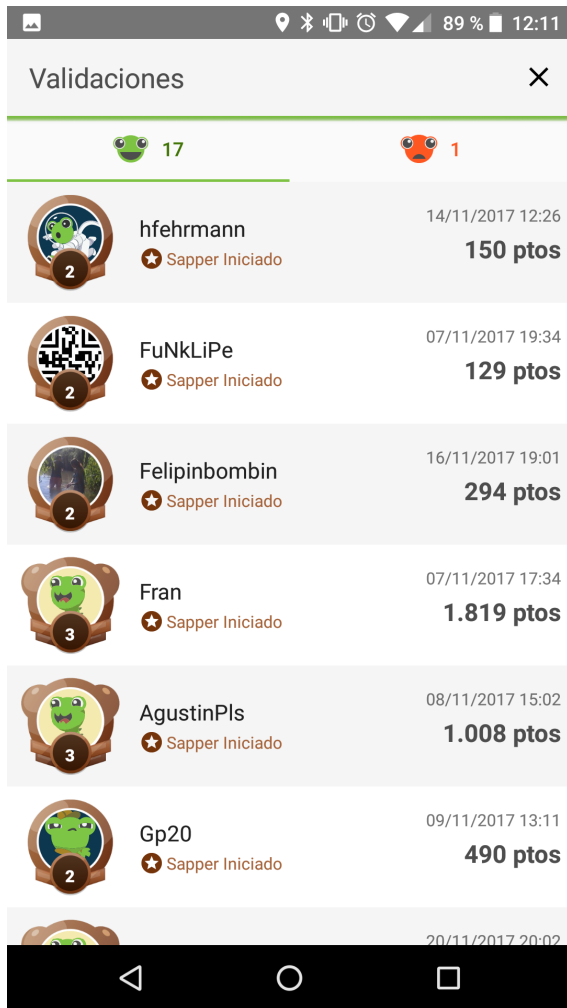 89 % 12:11
Validaciones
17
1
14/11/2017 12:26
hfehrmann
150 ptos
Sapper Iniciado
2
07/11/2017 19:34
FuNkLiPe
129 ptos
Sapper Iniciado
2
16/11/2017 19:01
Felipinbombin
294 ptos
Sapper Iniciado
2
07/11/2017 17:34
Fran
1.819 ptos
Sapper Iniciado
3
08/11/2017 15:02
AgustinPls
1.008 ptos
Sapper Iniciado
3
09/11/2017 13:11
Gp20
490 ptos
Sapper Iniciado
2
20/11/2017 20:02